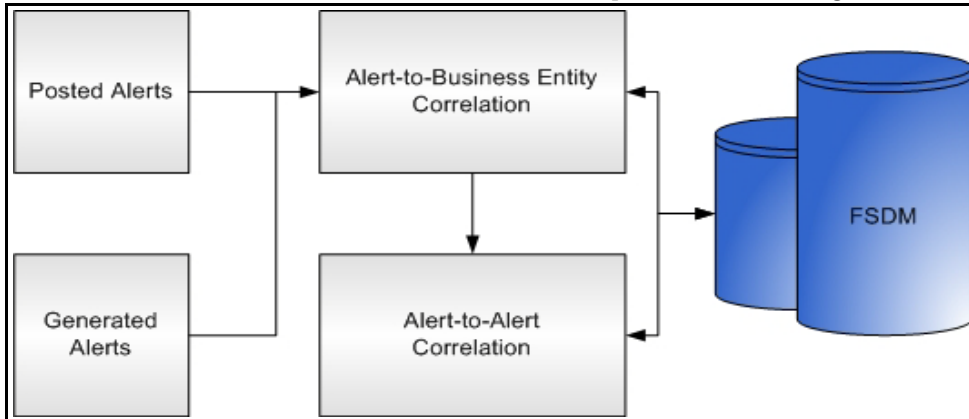 Posted Alerts
Alert-to-Business Entity
Correlation
FSDM
Generated
Alerts
Alert-to-Alert
Correlation